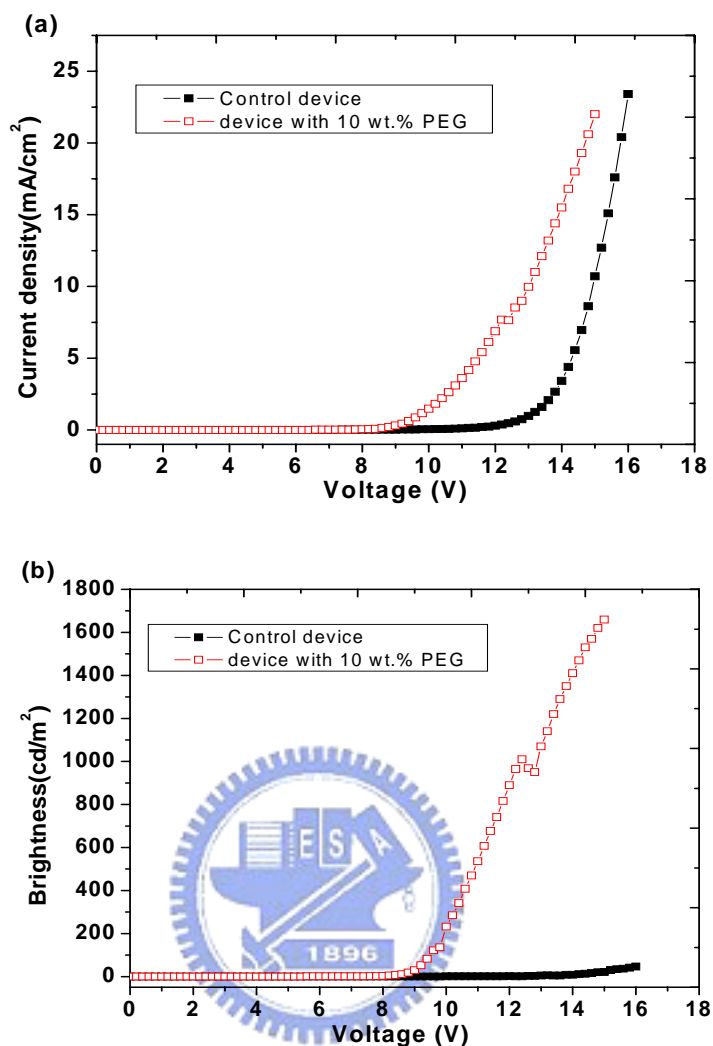 (a)
25
20
15
10
5
0
Current density(mA/cm²)
Control device
device with 10 wt.% PEG
0 2 4 6 8 10 12 14 16 18
Voltage (V)
(b)
1800
1600
1400
1200
1000
800
600
400
200
0
Brightness(cd/m²)
Control device
device with 10 wt.% PEG
E S A
1896
0 2 4 6 8 10 12 14 16 18
Voltage (V)